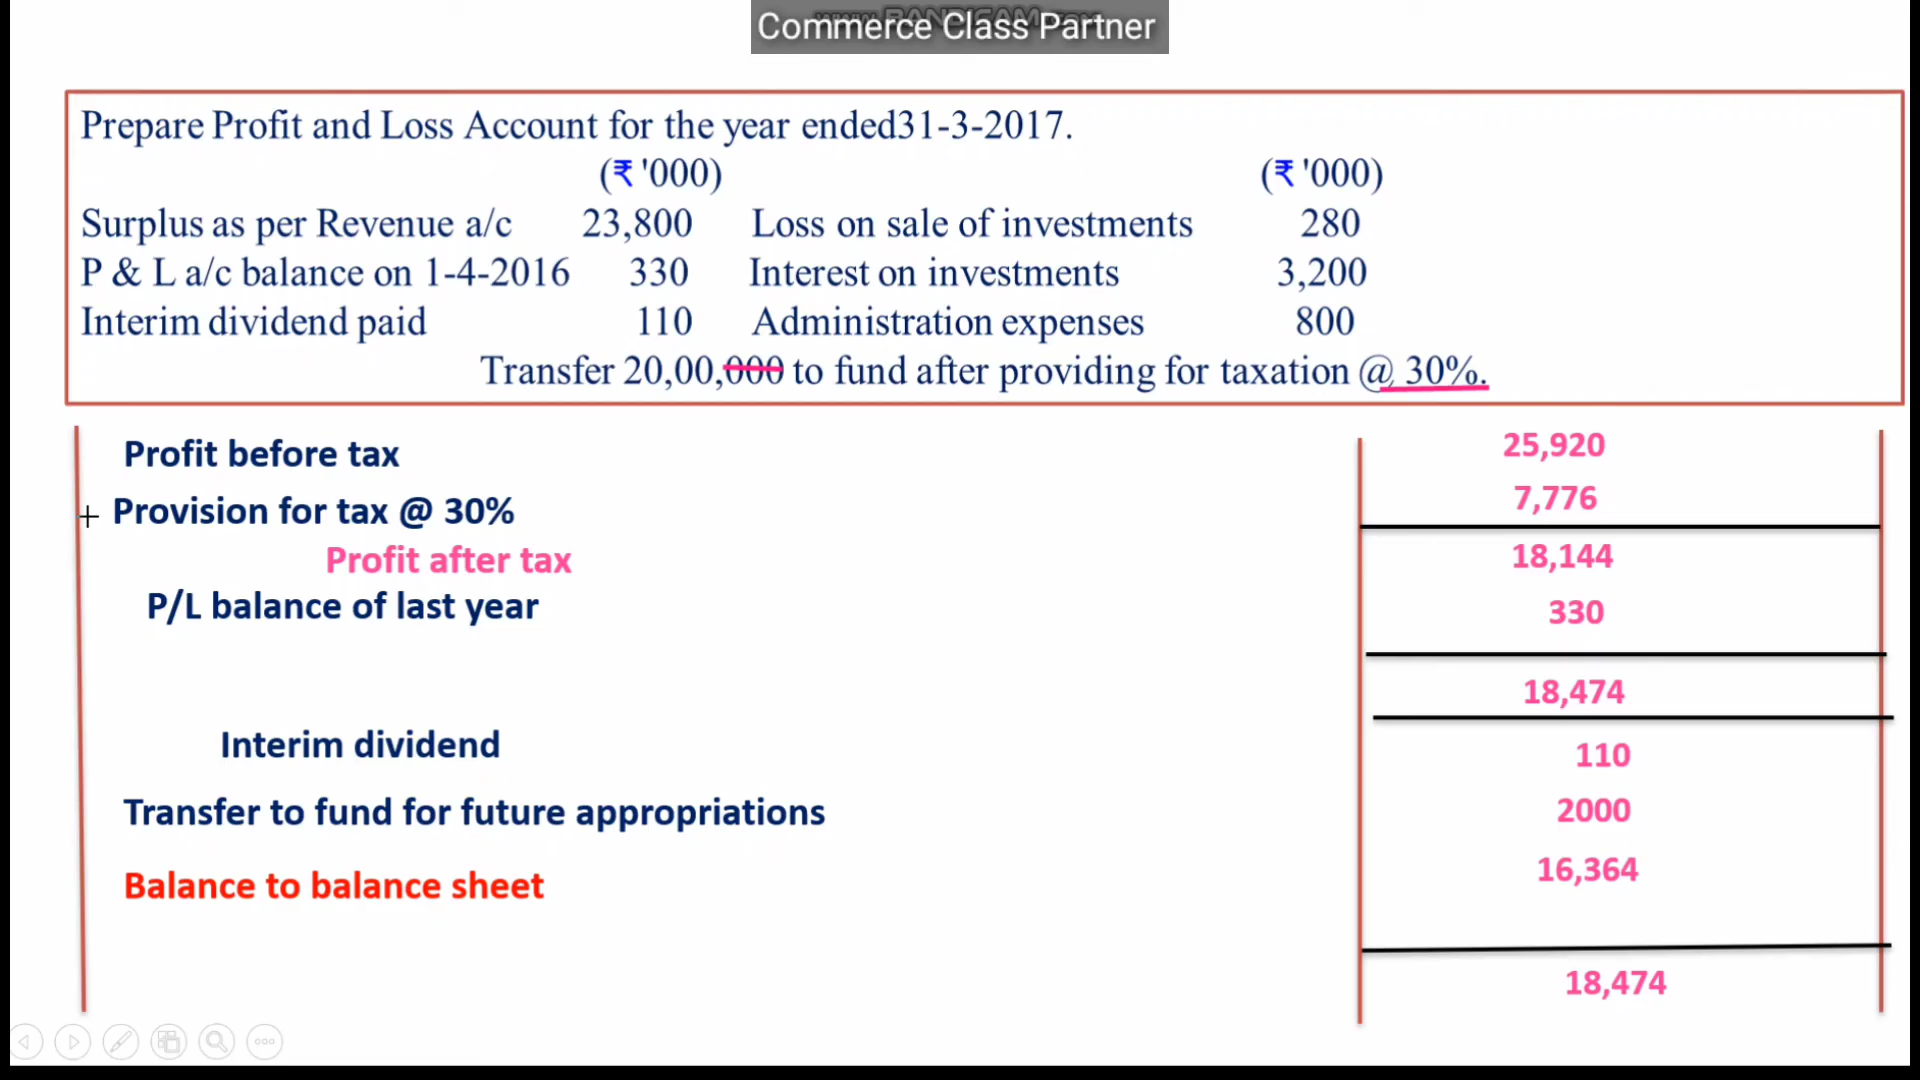 Commerce Class Partner
Prepare Profit and Loss Account for the year ended31-3-2017.
(₹ '000) (₹ '000)
Surplus as per Revenue a/c 23,800 Loss on sale of investments 280
P & L a/c balance on 1-4-2016 330 Interest on investments 3,200
Interim dividend paid 110 Administration expenses 800
Transfer 20,00,000 to fund after providing for taxation @ 30%.
Profit before tax 25,920
Provision for tax @ 30% 7,776
Profit after tax 18,144
P/L balance of last year 330
18,474
Interim dividend 110
Transfer to fund for future appropriations 2000
Balance to balance sheet 16,364
18,474